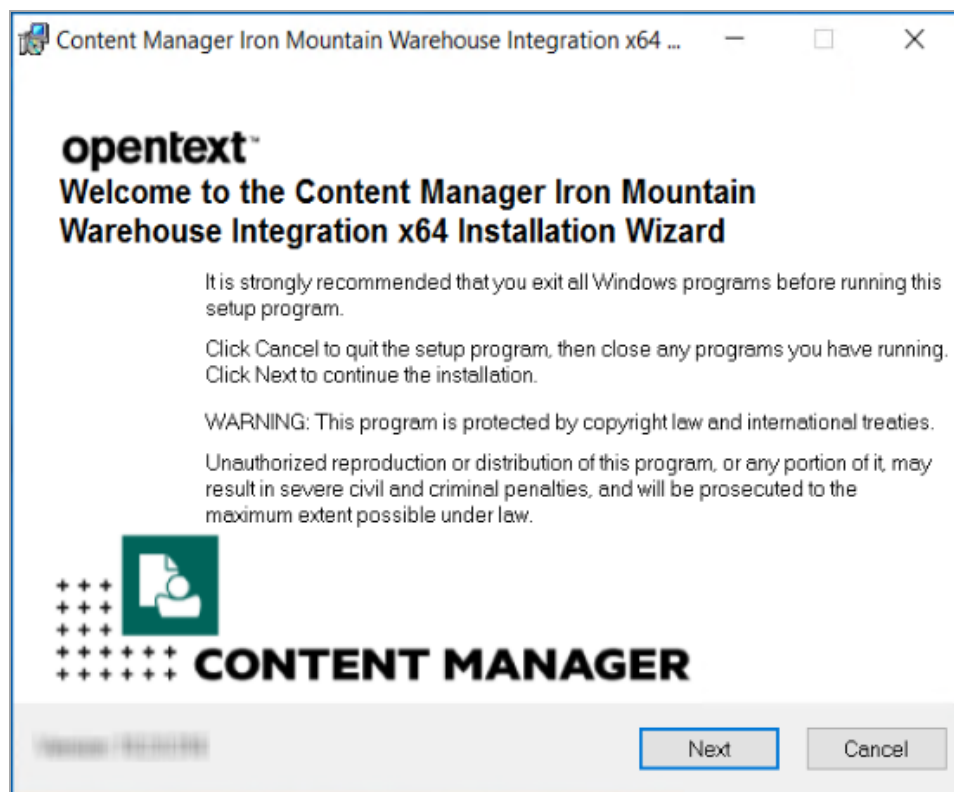 Content Manager Iron Mountain Warehouse Integration x64 ...
opentext™
Welcome to the Content Manager Iron Mountain
Warehouse Integration x64 Installation Wizard
It is strongly recommended that you exit all Windows programs before running this
setup program.
Click Cancel to quit the setup program, then close any programs you have running.
Click Next to continue the installation.
WARNING: This program is protected by copyright law and international treaties.
Unauthorized reproduction or distribution of this program, or any portion of it, may
result in severe civil and criminal penalties, and will be prosecuted to the
maximum extent possible under law.
CONTENT MANAGER
Next
Cancel